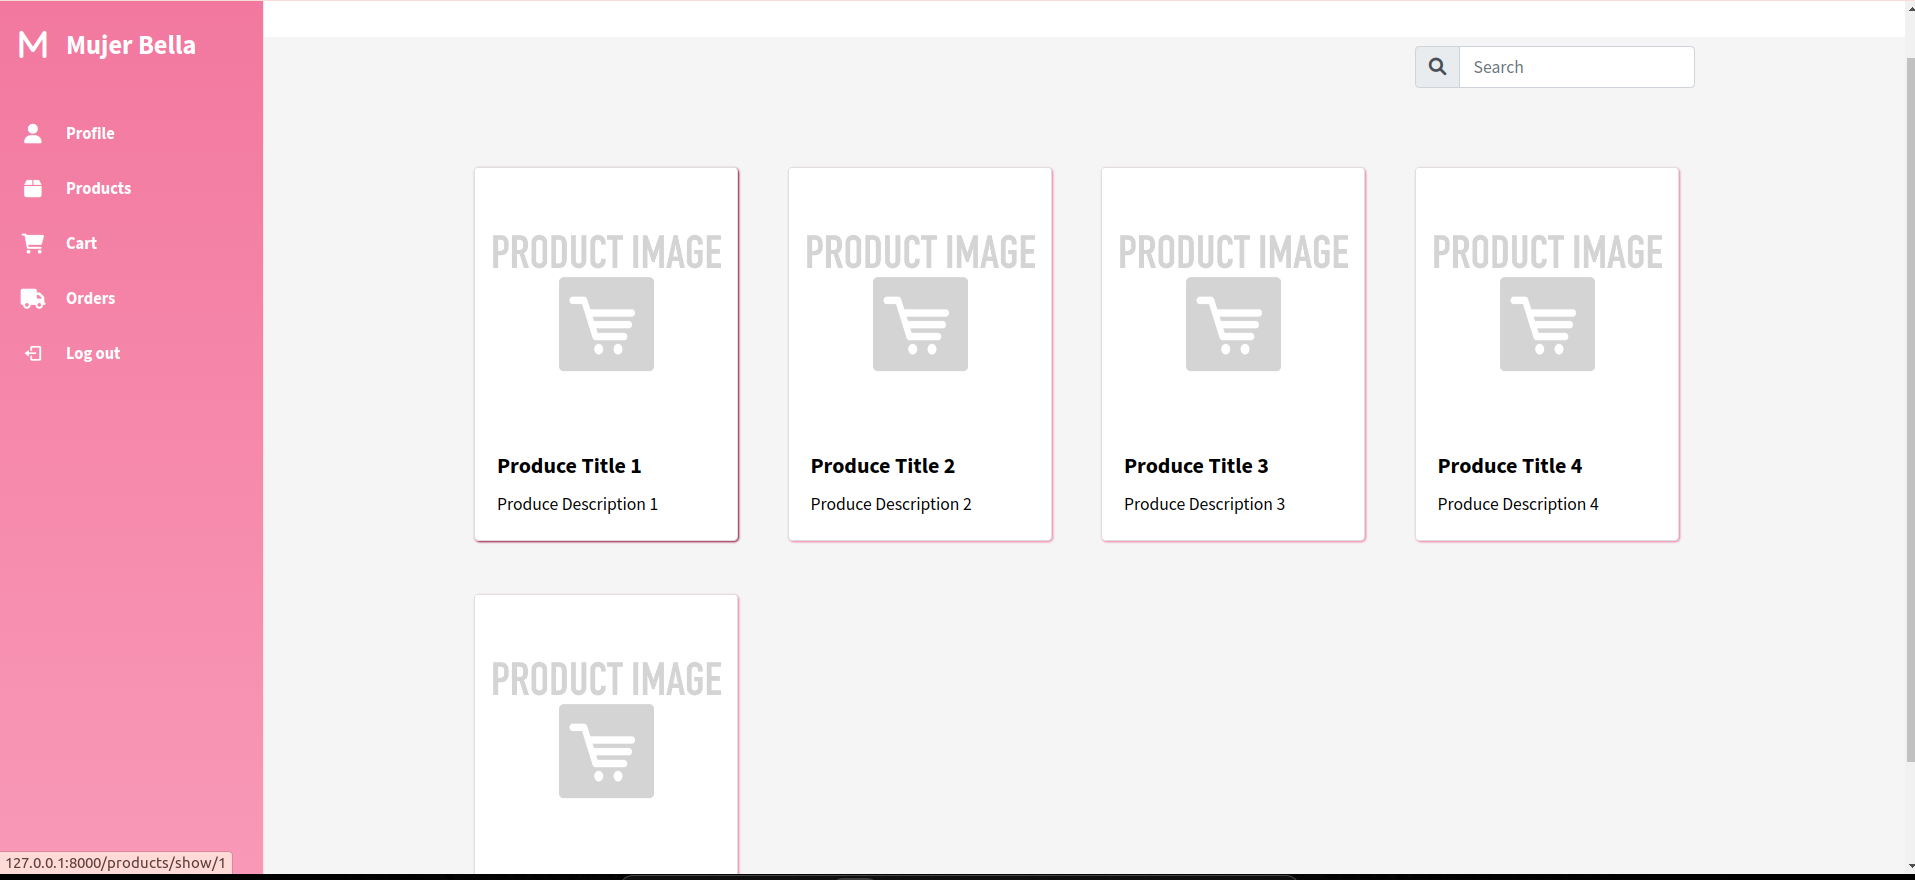 M Mujer Bella
Profile
Products
Cart
Orders
Log out
Search
PRODUCT IMAGE
Produce Title 1
Produce Description 1
PRODUCT IMAGE
Produce Title 2
Produce Description 2
PRODUCT IMAGE
Produce Title 3
Produce Description 3
PRODUCT IMAGE
Produce Title 4
Produce Description 4
PRODUCT IMAGE
127.0.0.1:8000/products/show/1